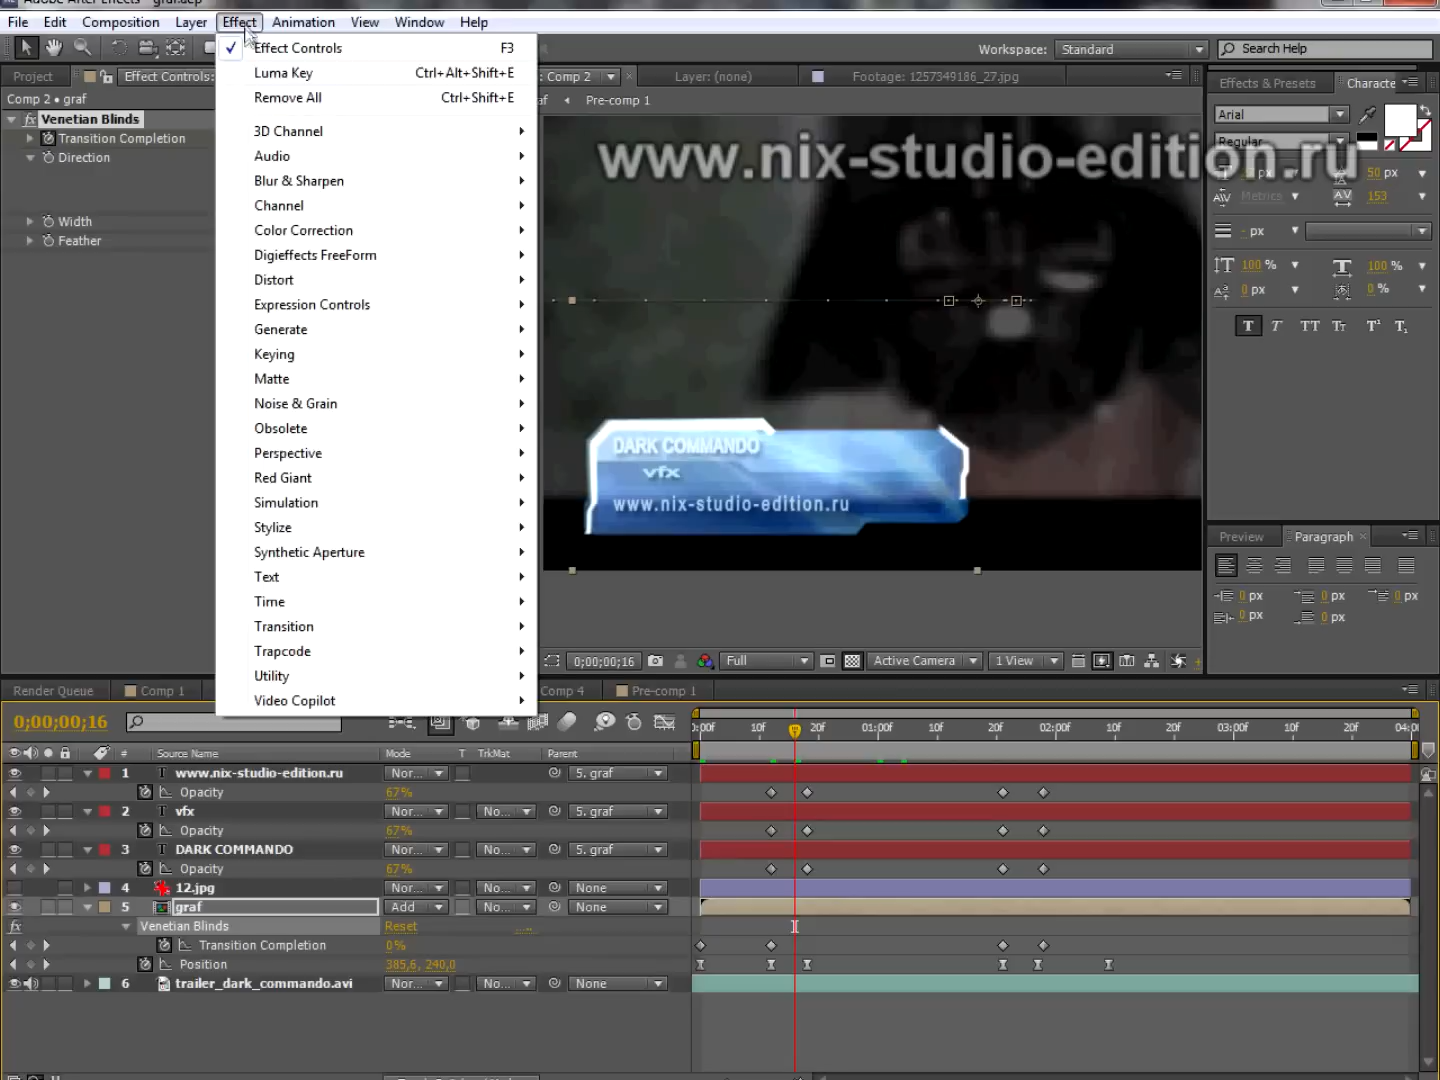 File Edit Composition Layer Effect Animation View Window Help
Workspace: Standard Search Help
Project Effect Controls: : Comp 2 Layer: (none) Footage: 1257349186_27.jpg Effects & Presets Characte
Comp 2 • graf
Pre-comp 1
Venetian Blinds
Transition Completion
Direction
Width
Feather
Effect Controls F3
Luma Key Ctrl+Alt+Shift+E
Remove All Ctrl+Shift+E
3D Channel
Audio
Blur & Sharpen
Channel
Color Correction
Digieffects FreeForm
Distort
Expression Controls
Generate
Keying
Matte
Noise & Grain
Obsolete
Perspective
Red Giant
Simulation
Stylize
Synthetic Aperture
Text
Time
Transition
Trapcode
Utility
Video Copilot
www.nix-studio-edition.ru
DARK COMMANDO
vfx
www.nix-studio-edition.ru
Arial
Regular
px 50 px
Metrics 153
- px
100 % 100 %
0 px 0 %
T T TT Tt T¹ T₁
Preview Paragraph
0 px 0 px 0 px
0 px 0 px
0;00;00;16 Full Active Camera 1 View
Render Queue Comp 1 Comp 4 Pre-comp 1
0;00;00;16
:00f 10f 20f 01:00f 10f 20f 02:00f 10f 20f 03:00f 10f 20f 04:00
# Source Name Mode T TrkMat Parent
1 www.nix-studio-edition.ru Nor... 5. graf
Opacity 67%
2 vfx Nor... No... 5. graf
Opacity 67%
3 DARK COMMANDO Nor... No... 5. graf
Opacity 67%
4 12.jpg Nor... No... None
5 graf Add No... None
Venetian Blinds Reset
Transition Completion 0%
Position 385,6, 240,0
6 trailer_dark_commando.avi Nor... No... None